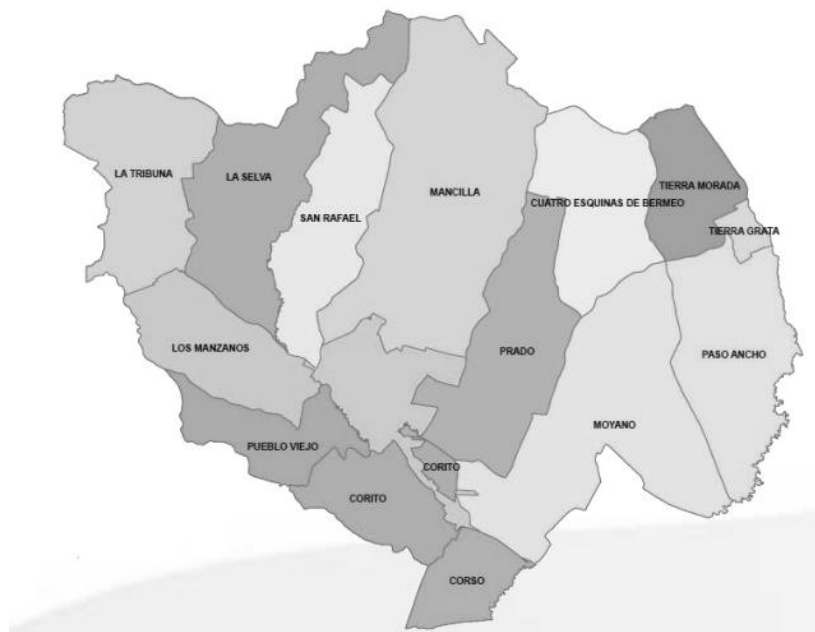 LA TRIBUNA
LA SELVA
SAN RAFAEL
MANCILLA
CUATRO ESQUINAS DE BERMEO
TIERRA MORADA
TIERRA GRATA
LOS MANZANOS
PRADO
PASO ANCHO
MOYANO
PUEBLO VIEJO
CORITO
CORITO
CORSO